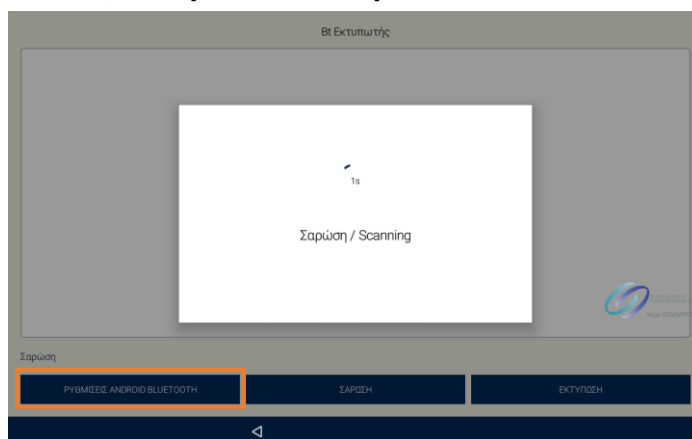 Bt Εκτυπωτής
1s
Σαρώση / Scanning
Σαρώση
ΡΥΘΜΙΣΕΙΣ ANDROID BLUETOOTH
ΣΑΡΩΣΗ
ΕΚΤΥΠΩΣΗ